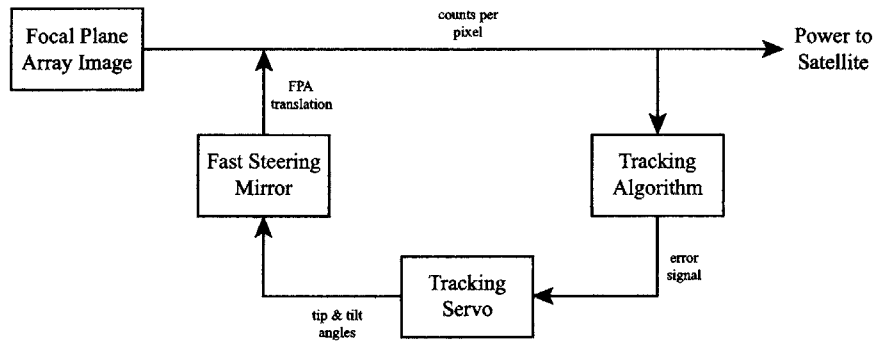 counts per
pixel
Focal Plane
Array Image
Power to
Satellite
FPA
translation
Fast Steering
Mirror
Tracking
Algorithm
error
signal
Tracking
Servo
tip & tilt
angles